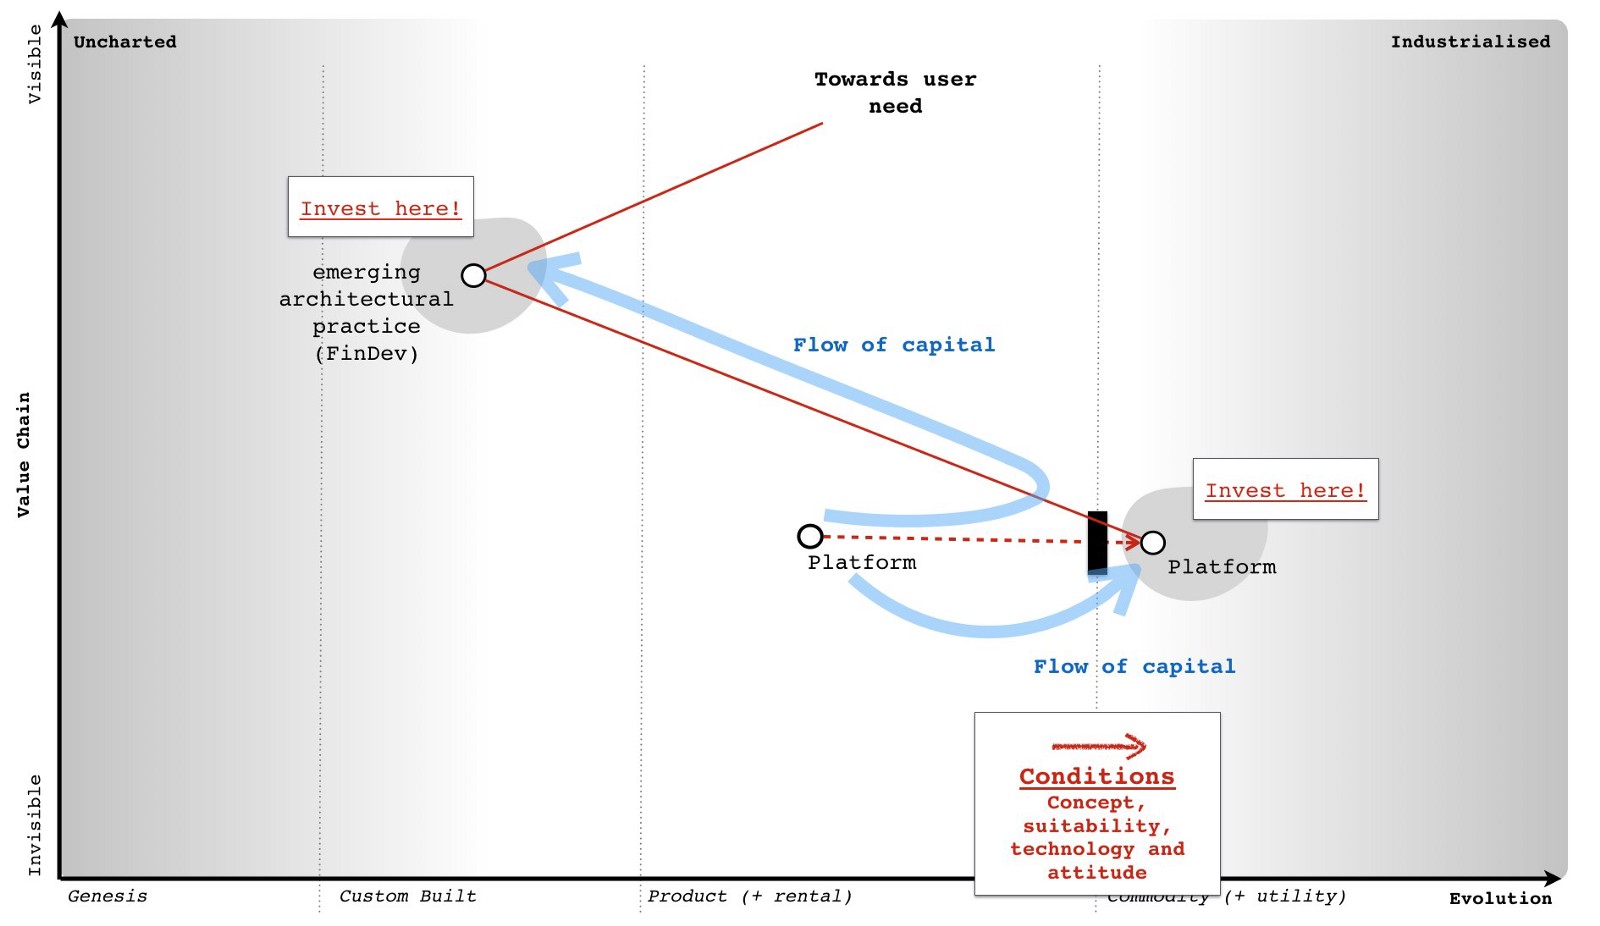 Visible
Uncharted
Industrialised
Towards user
need
Invest here!
emerging
architectural
practice
(FinDev)
Flow of capital
Value Chain
Invest here!
Platform
Platform
Flow of capital
Conditions
Concept,
suitability,
technology and
attitude
Invisible
Genesis
Custom Built
Product (+ rental)
Commodity (+ utility)
Evolution